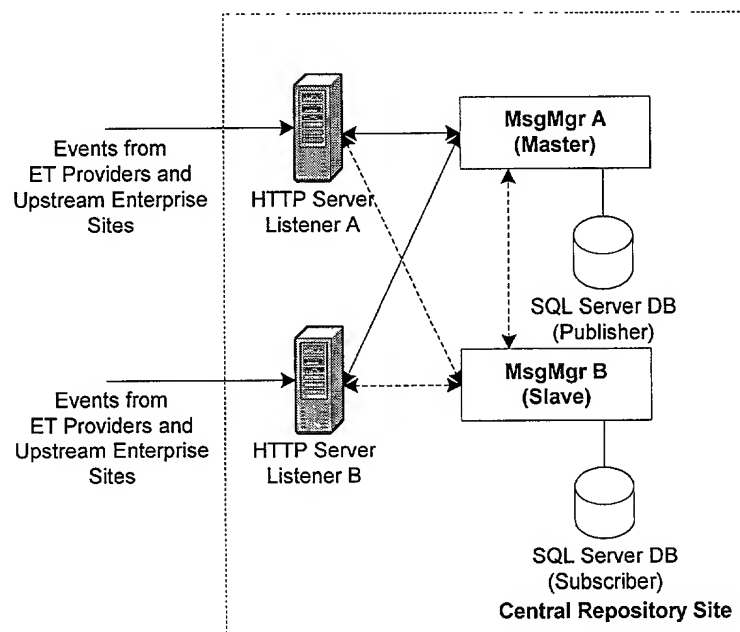 MsgMgr A
(Master)
Events from
ET Providers and
Upstream Enterprise
Sites
HTTP Server
Listener A
SQL Server DB
(Publisher)
MsgMgr B
(Slave)
Events from
ET Providers and
Upstream Enterprise
Sites
HTTP Server
Listener B
SQL Server DB
(Subscriber)
Central Repository Site